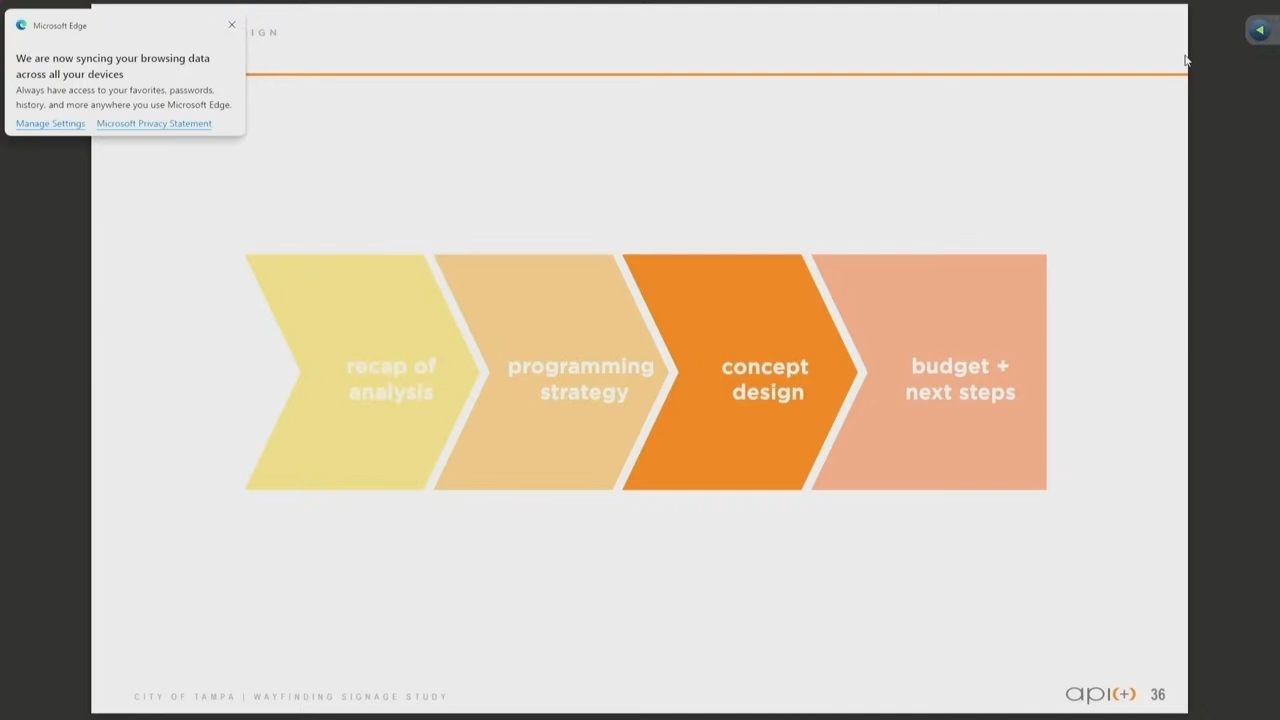 Microsoft Edge
We are now syncing your browsing data
across all your devices
Always have access to your favorites, passwords,
history, and more anywhere you use Microsoft Edge.
Manage Settings Microsoft Privacy Statement
IGN
recap of
analysis
programming
strategy
concept
design
budget +
next steps
CITY OF TAMPA | WAYFINDING SIGNAGE STUDY
api(+) 36